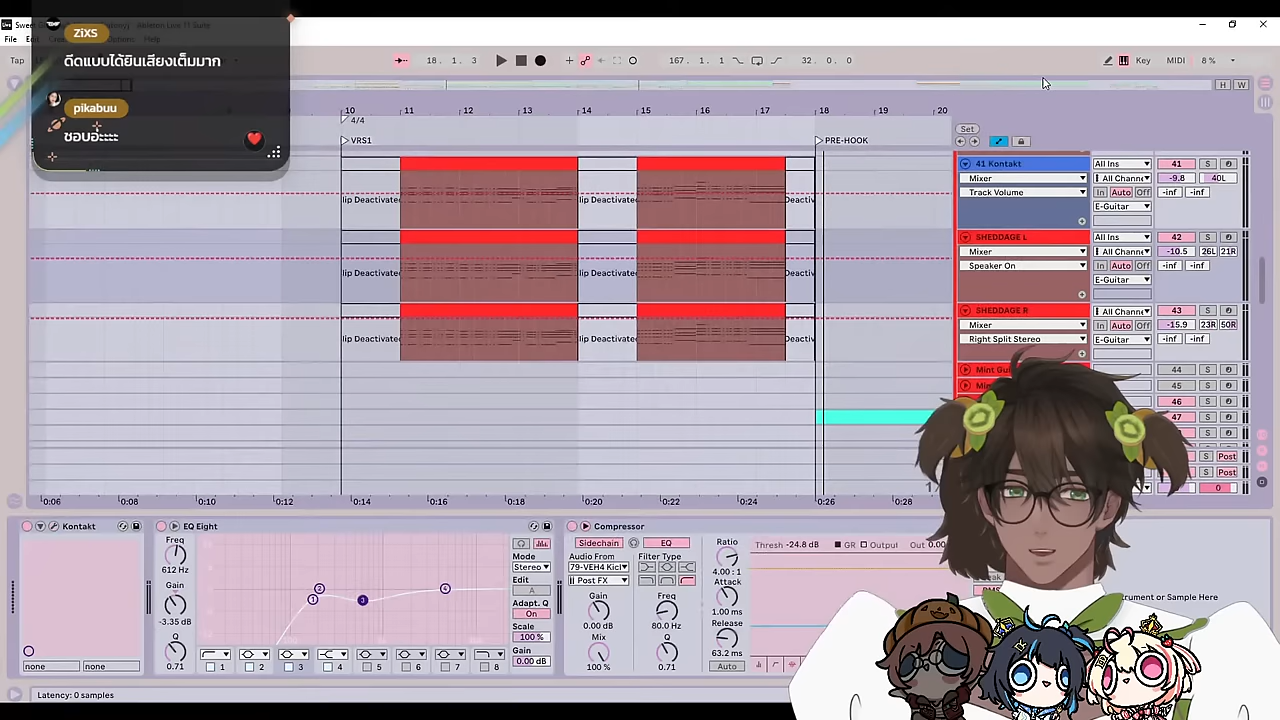 ZiXS
ดีดแบบได้ยินเสียงเต็มมาก
pikabuu
ชอบอ่ะะะะ
Tap
18. 1. 3
167. 1. 1
32. 0. 0
Key
MIDI
8 %
H
W
10 11 12 13 14 15 16 17 18 19 20
4/4
VRS1
PRE-HOOK
Set
lip Deactivated
lip Deactivated
Deactiv
lip Deactivated
lip Deactivated
Deactiv
lip Deactivated
lip Deactivated
Deactiv
41 Kontakt
Mixer
Track Volume
All Ins
All Channe
In Auto Off
E-Guitar
41 S
-9.8 40L
-inf -inf
SHEDDAGE L
Mixer
Speaker On
All Ins
All Channe
In Auto Off
E-Guitar
42 S
-10.5 26L 21R
-inf -inf
SHEDDAGE R
Mixer
Right Split Stereo
All Channe
In Auto Off
E-Guitar
43 S
-15.9 23R 50R
-inf -inf
44 S
45 S
46 S
47 S
S
S Post
S Post
0
0:06 0:08 0:10 0:12 0:14 0:16 0:18 0:20 0:22 0:24 0:26 0:28
Kontakt
none
none
EQ Eight
Freq
612 Hz
Gain
-3.35 dB
Q
0.71
1 2 3 4 5 6 7 8
Mode
Stereo
Edit
A
Adapt. Q
On
Scale
100 %
Gain
0.00 dB
Compressor
Sidechain
EQ
Audio From
79-VEH4 Kicl
Post FX
Filter Type
Gain
0.00 dB
Freq
80.0 Hz
Mix
100 %
Q
0.71
Ratio
4.00 : 1
Attack
1.00 ms
Release
63.2 ms
Auto
Thresh -24.8 dB
GR
Output
Out
strument or Sample Here
Latency: 0 samples